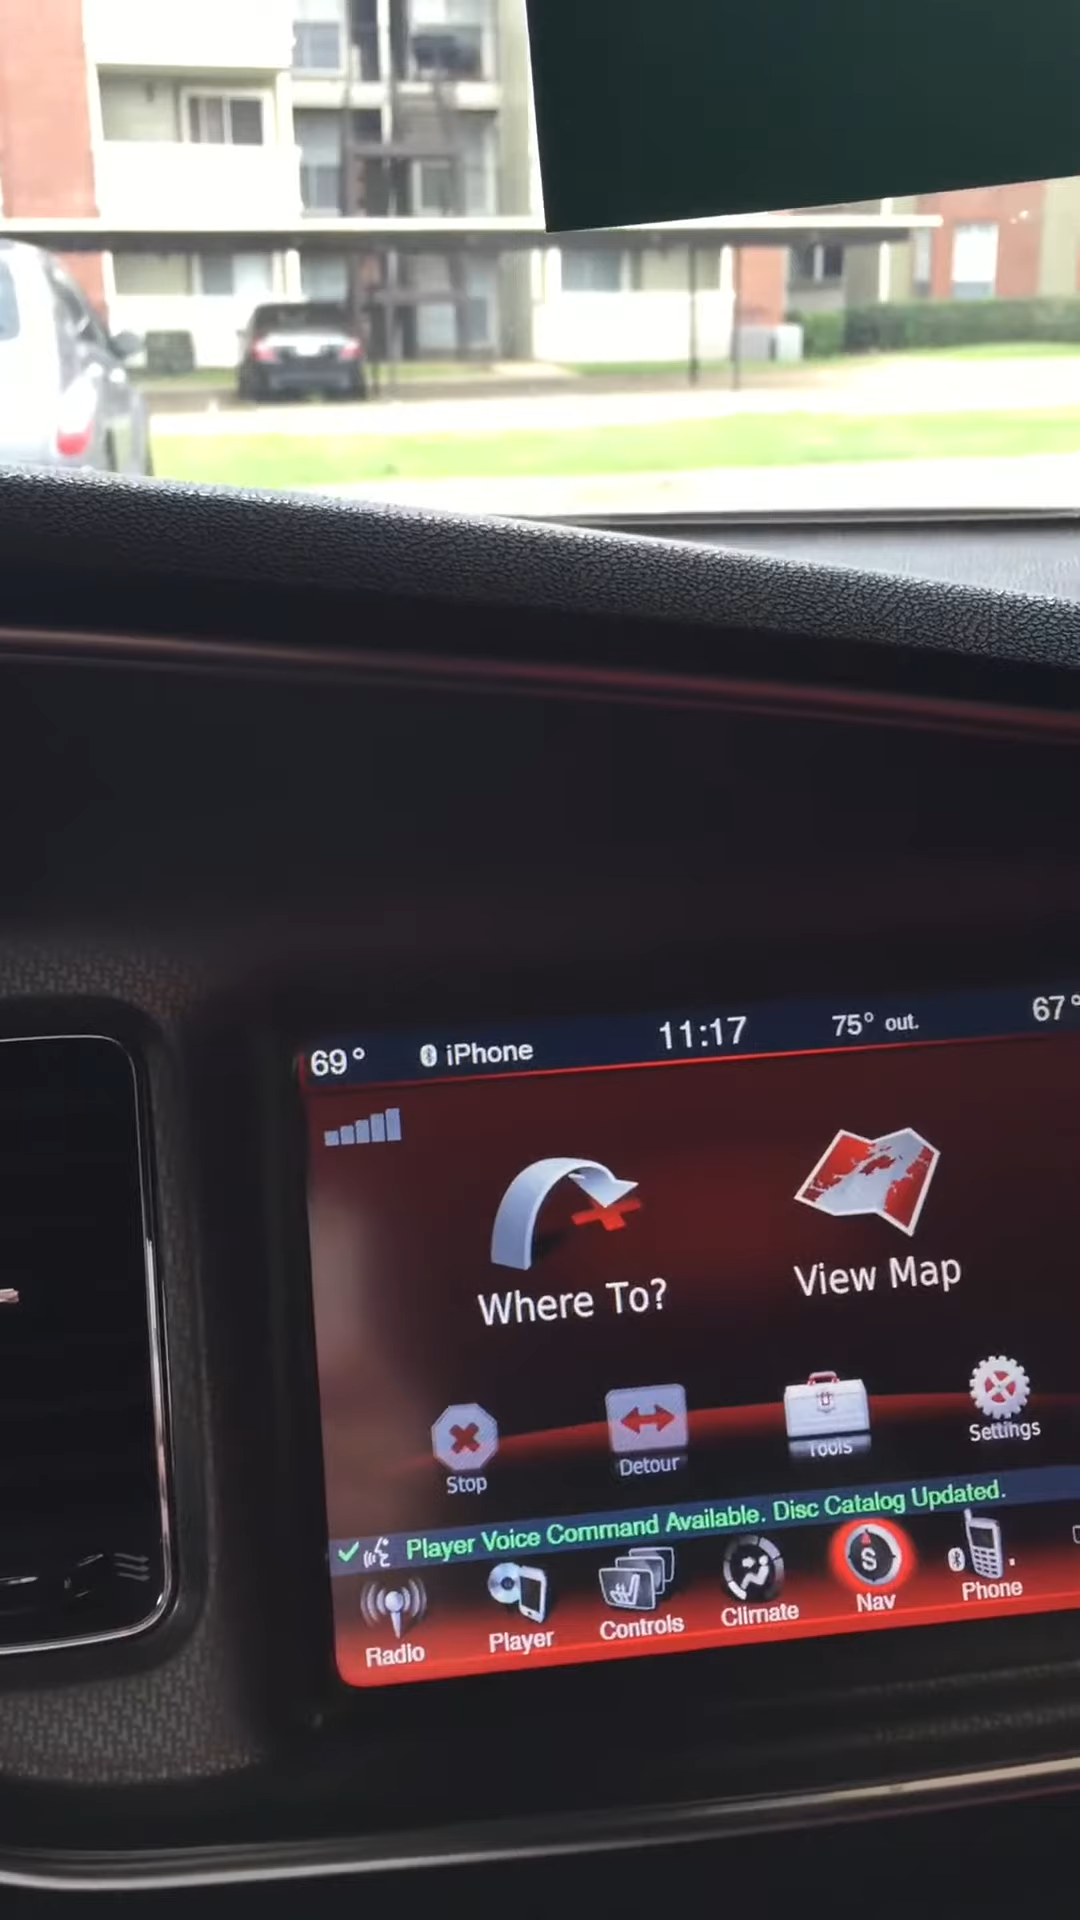 69° iPhone 11:17 75° out. 67°
Where To? View Map
Stop Detour Tools Settings
Player Voice Command Available. Disc Catalog Updated.
Radio Player Controls Climate S Nav Phone